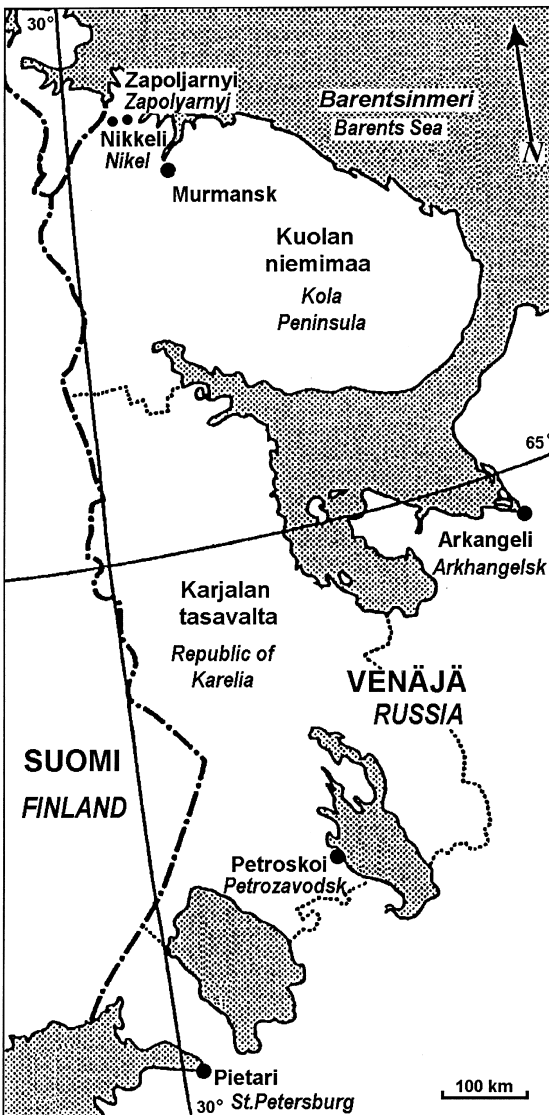 30°
Zapoljarnyi
Zapolyarnyj
Barentsinmeri
Barents Sea
N
Nikkeli
Nikel
Murmansk
Kuolan
niemimaa
Kola
Peninsula
65°
Arkangeli
Arkhangelsk
Karjalan
tasavalta
Republic of
Karelia
VENÄJÄ
RUSSIA
SUOMI
FINLAND
Petroskoi
Petrozavodsk
Pietari
St.Petersburg
30°
100 km